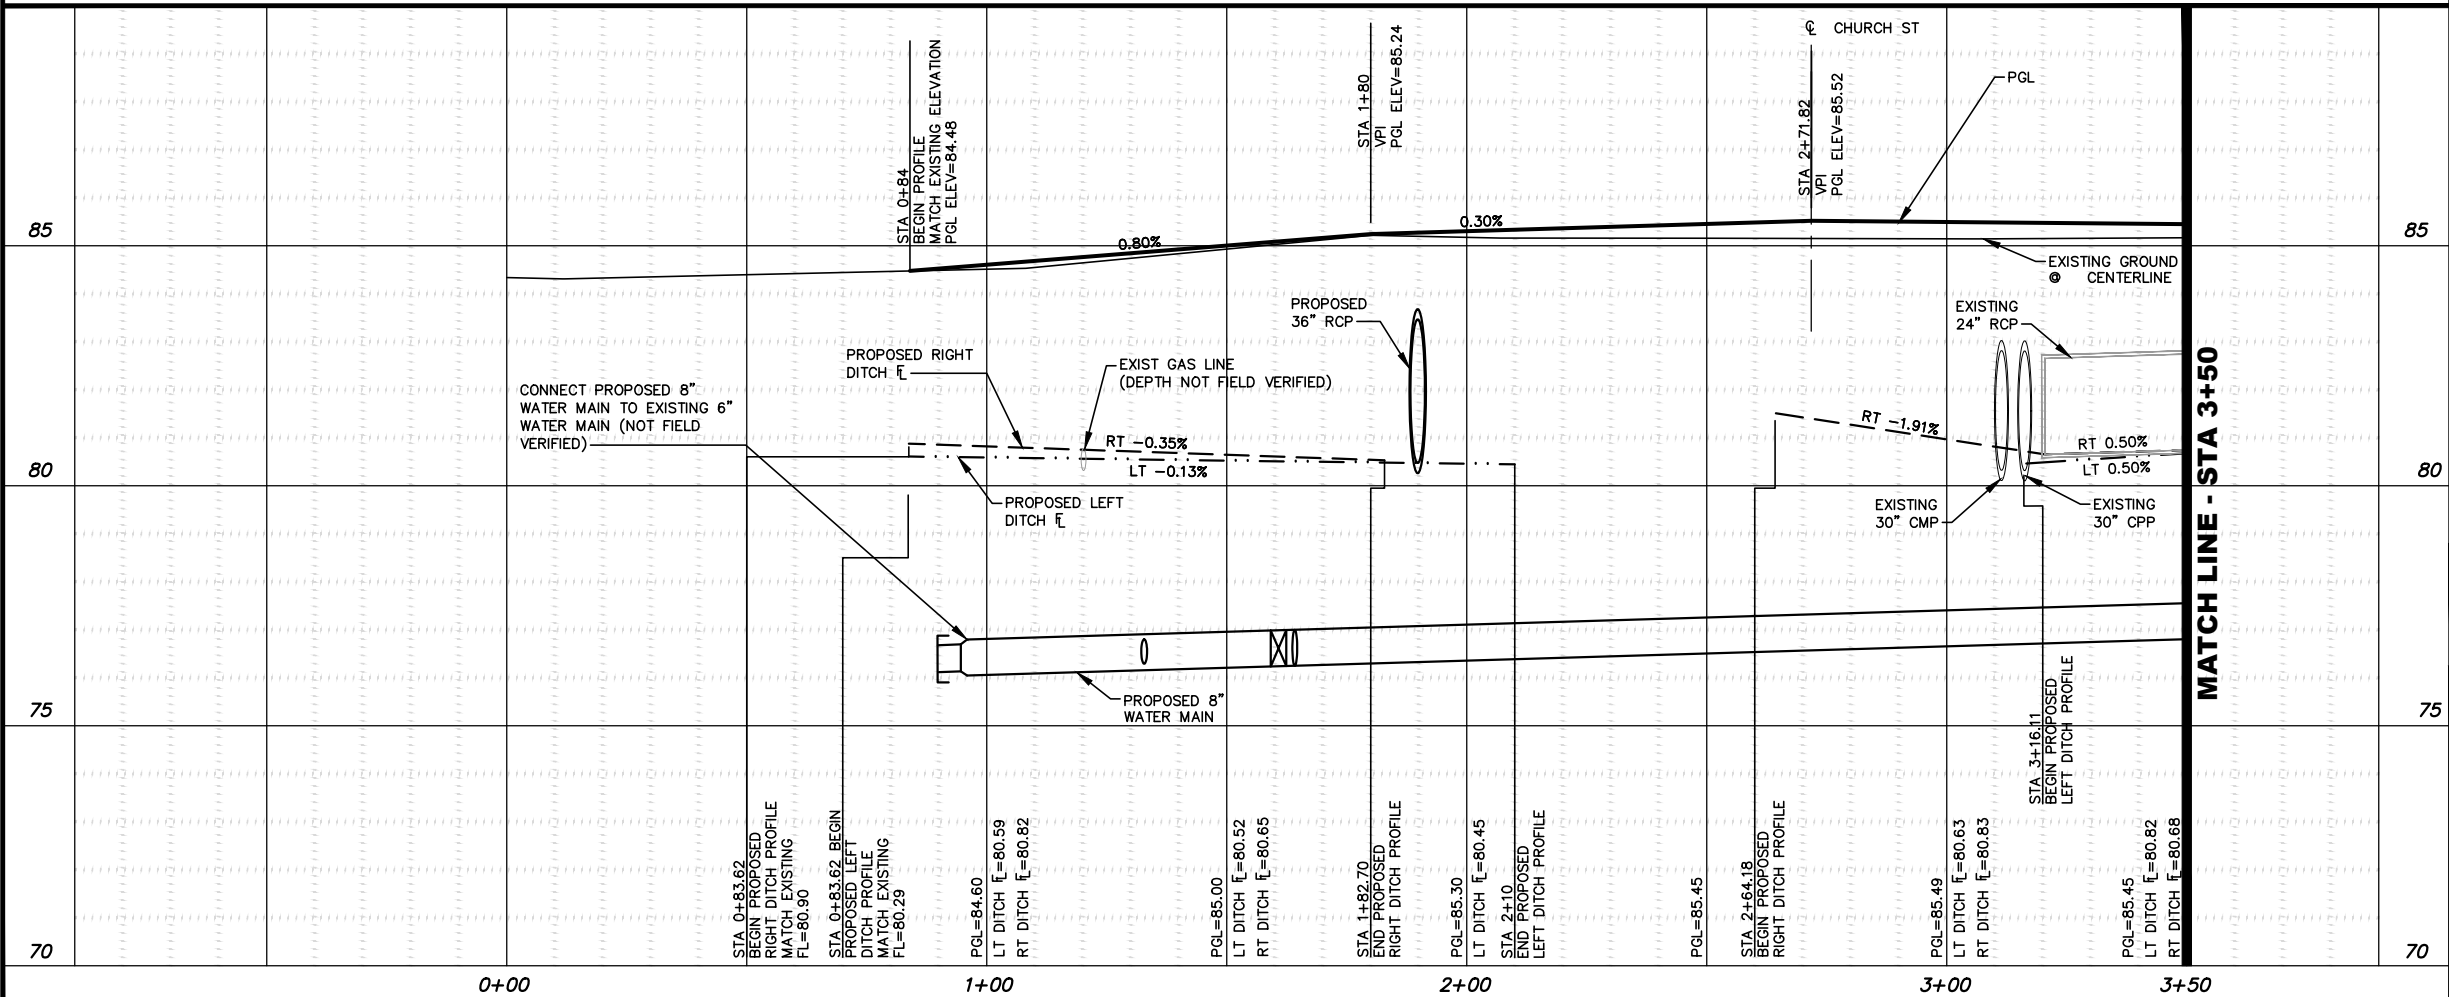 ℄ CHURCH ST
STA 0+84
BEGIN PROFILE
MATCH EXISTING ELEVATION
PGL ELEV=84.48
STA 1+80
VPI
PGL ELEV=85.24
STA 2+71.82
VPI
PGL ELEV=85.52
PGL
85
0.80%
0.30%
85
EXISTING GROUND
@ CENTERLINE
PROPOSED
36" RCP
EXISTING
24" RCP
PROPOSED RIGHT
DITCH FL
EXIST GAS LINE
(DEPTH NOT FIELD VERIFIED)
CONNECT PROPOSED 8"
WATER MAIN TO EXISTING 6"
WATER MAIN (NOT FIELD
VERIFIED)
RT -0.35%
LT -0.13%
RT -1.91%
RT 0.50%
LT 0.50%
80
80
PROPOSED LEFT
DITCH FL
EXISTING
30" CMP
EXISTING
30" CPP
MATCH LINE - STA 3+50
PROPOSED 8"
WATER MAIN
75
75
STA 0+83.62
BEGIN PROPOSED
RIGHT DITCH PROFILE
MATCH EXISTING
FL=80.90
STA 0+83.62 BEGIN
PROPOSED LEFT
DITCH PROFILE
MATCH EXISTING
FL=80.29
PGL=84.60
LT DITCH FL=80.59
RT DITCH FL=80.82
PGL=85.00
LT DITCH FL=80.52
RT DITCH FL=80.65
STA 1+82.70
END PROPOSED
RIGHT DITCH PROFILE
PGL=85.30
LT DITCH FL=80.45
STA 2+10
END PROPOSED
LEFT DITCH PROFILE
PGL=85.45
STA 2+64.18
BEGIN PROPOSED
RIGHT DITCH PROFILE
PGL=85.49
LT DITCH FL=80.63
RT DITCH FL=80.83
STA 3+16.11
BEGIN PROPOSED
LEFT DITCH PROFILE
PGL=85.45
LT DITCH FL=80.82
RT DITCH FL=80.68
70
70
0+00
1+00
2+00
3+00
3+50